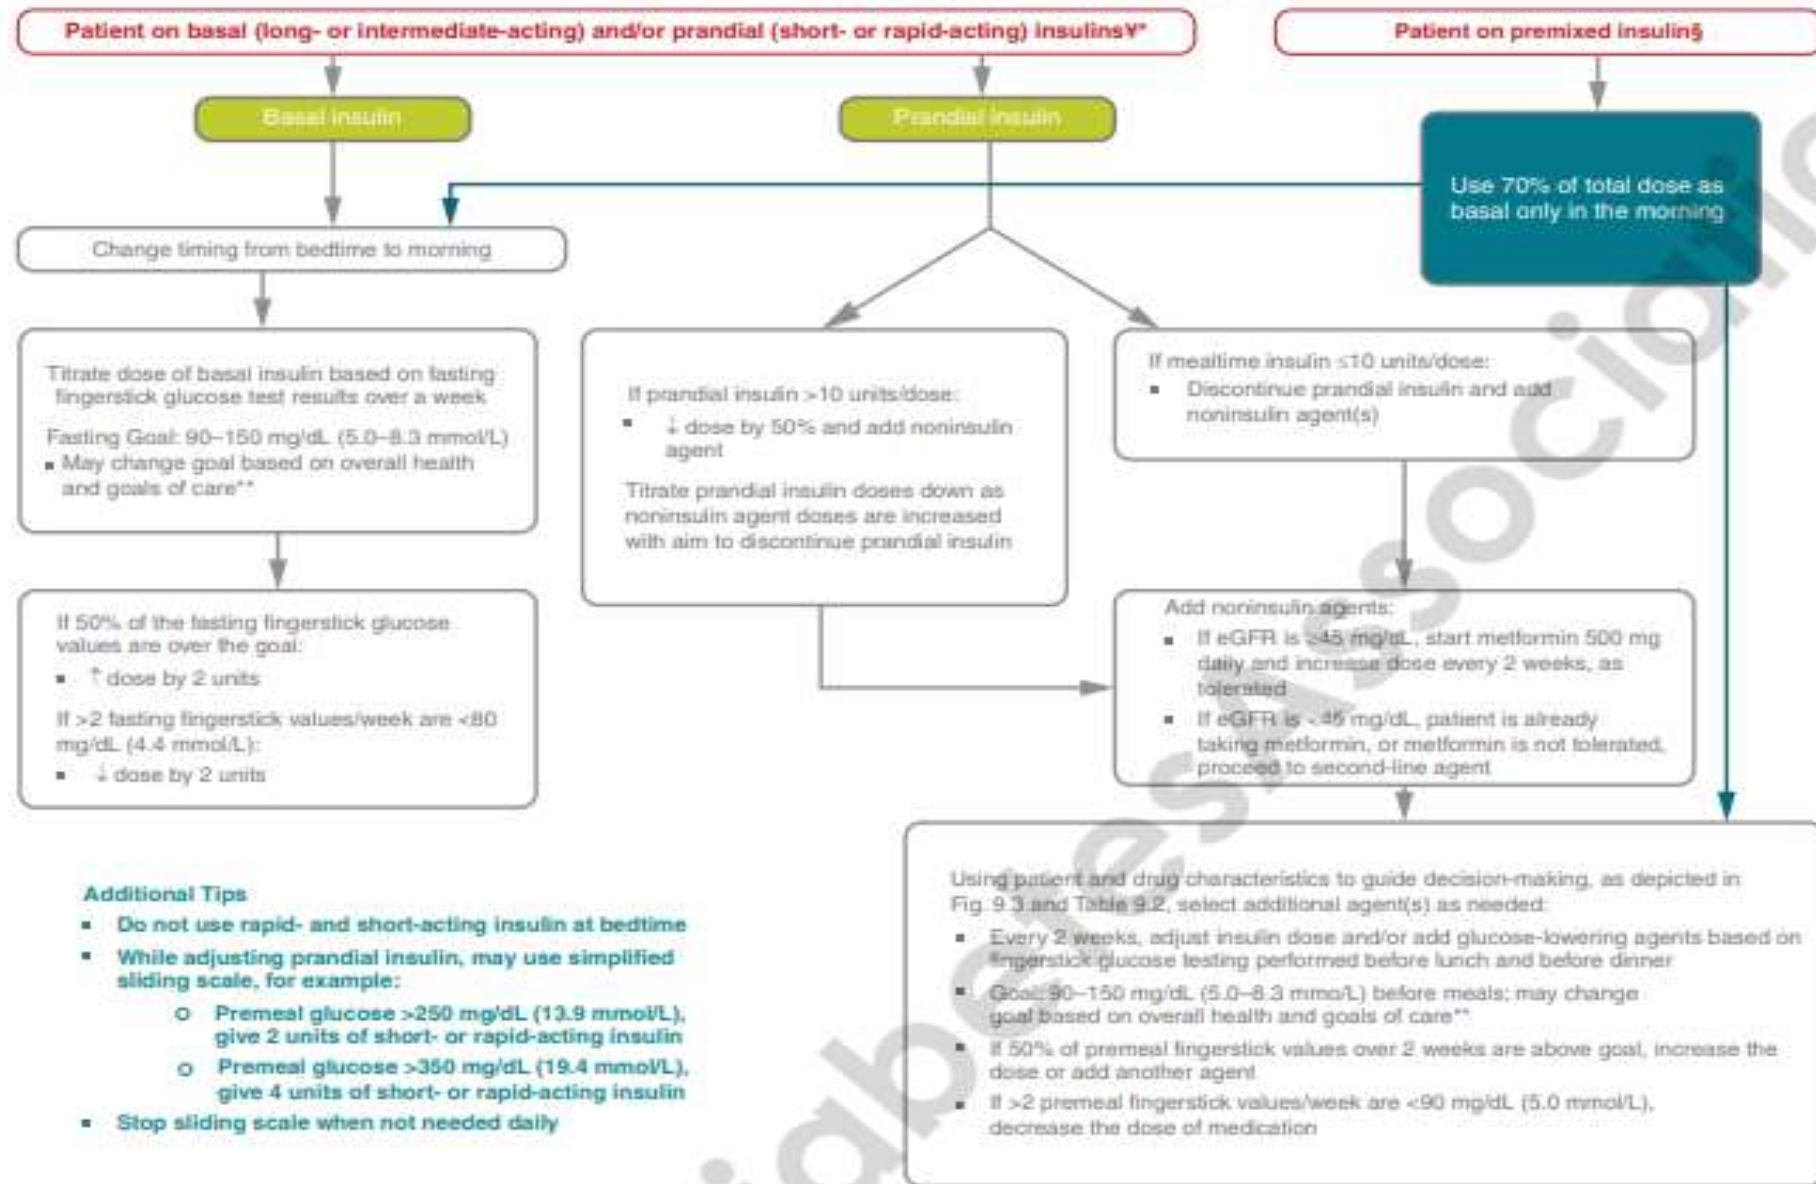 Patient on basal (long- or intermediate-acting) and/or prandial (short- or rapid-acting) insulins¥*
Patient on premixed insulin§
Basal insulin
Prandial insulin
Use 70% of total dose as
basal only in the morning
Change timing from bedtime to morning
Titrate dose of basal insulin based on fasting
fingerstick glucose test results over a week
Fasting Goal: 90–150 mg/dL (5.0–8.3 mmol/L)
▪ May change goal based on overall health
and goals of care**
If 50% of the fasting fingerstick glucose
values are over the goal:
▪ ↑ dose by 2 units
If >2 fasting fingerstick values/week are <80
mg/dL (4.4 mmol/L):
▪ ↓ dose by 2 units
If prandial insulin >10 units/dose:
▪ ↓ dose by 50% and add noninsulin
agent
Titrate prandial insulin doses down as
noninsulin agent doses are increased
with aim to discontinue prandial insulin
If mealtime insulin ≤10 units/dose:
▪ Discontinue prandial insulin and add
noninsulin agent(s)
Add noninsulin agents:
▪ If eGFR is ≥45 mg/dL, start metformin 500 mg
daily and increase dose every 2 weeks, as
tolerated
▪ If eGFR is <45 mg/dL, patient is already
taking metformin, or metformin is not tolerated,
proceed to second-line agent
Using patient and drug characteristics to guide decision-making, as depicted in
Fig. 9.3 and Table 9.2, select additional agent(s) as needed:
▪ Every 2 weeks, adjust insulin dose and/or add glucose-lowering agents based on
fingerstick glucose testing performed before lunch and before dinner
▪ Goal: 90–150 mg/dL (5.0–8.3 mmo/L) before meals; may change
goal based on overall health and goals of care**
▪ If 50% of premeal fingerstick values over 2 weeks are above goal, increase the
dose or add another agent
▪ If >2 premeal fingerstick values/week are <90 mg/dL (5.0 mmol/L),
decrease the dose of medication
Additional Tips
▪ Do not use rapid- and short-acting insulin at bedtime
▪ While adjusting prandial insulin, may use simplified
sliding scale, for example:
o Premeal glucose >250 mg/dL (13.9 mmol/L),
give 2 units of short- or rapid-acting insulin
o Premeal glucose >350 mg/dL (19.4 mmol/L),
give 4 units of short- or rapid-acting insulin
▪ Stop sliding scale when not needed daily